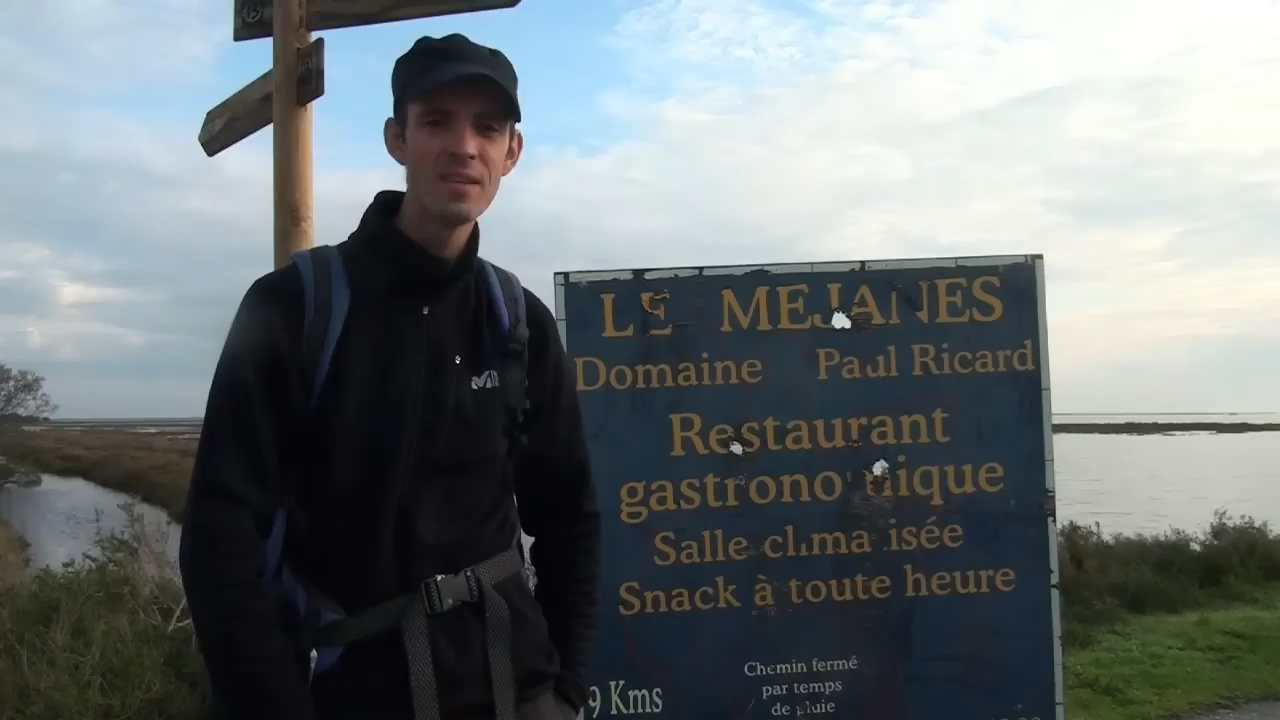 LE MEJANES
Domaine Paul Ricard
Restaurant
gastronomique
Salle climatisée
Snack à toute heure
Chemin fermé
par temps
de pluie
9 Kms